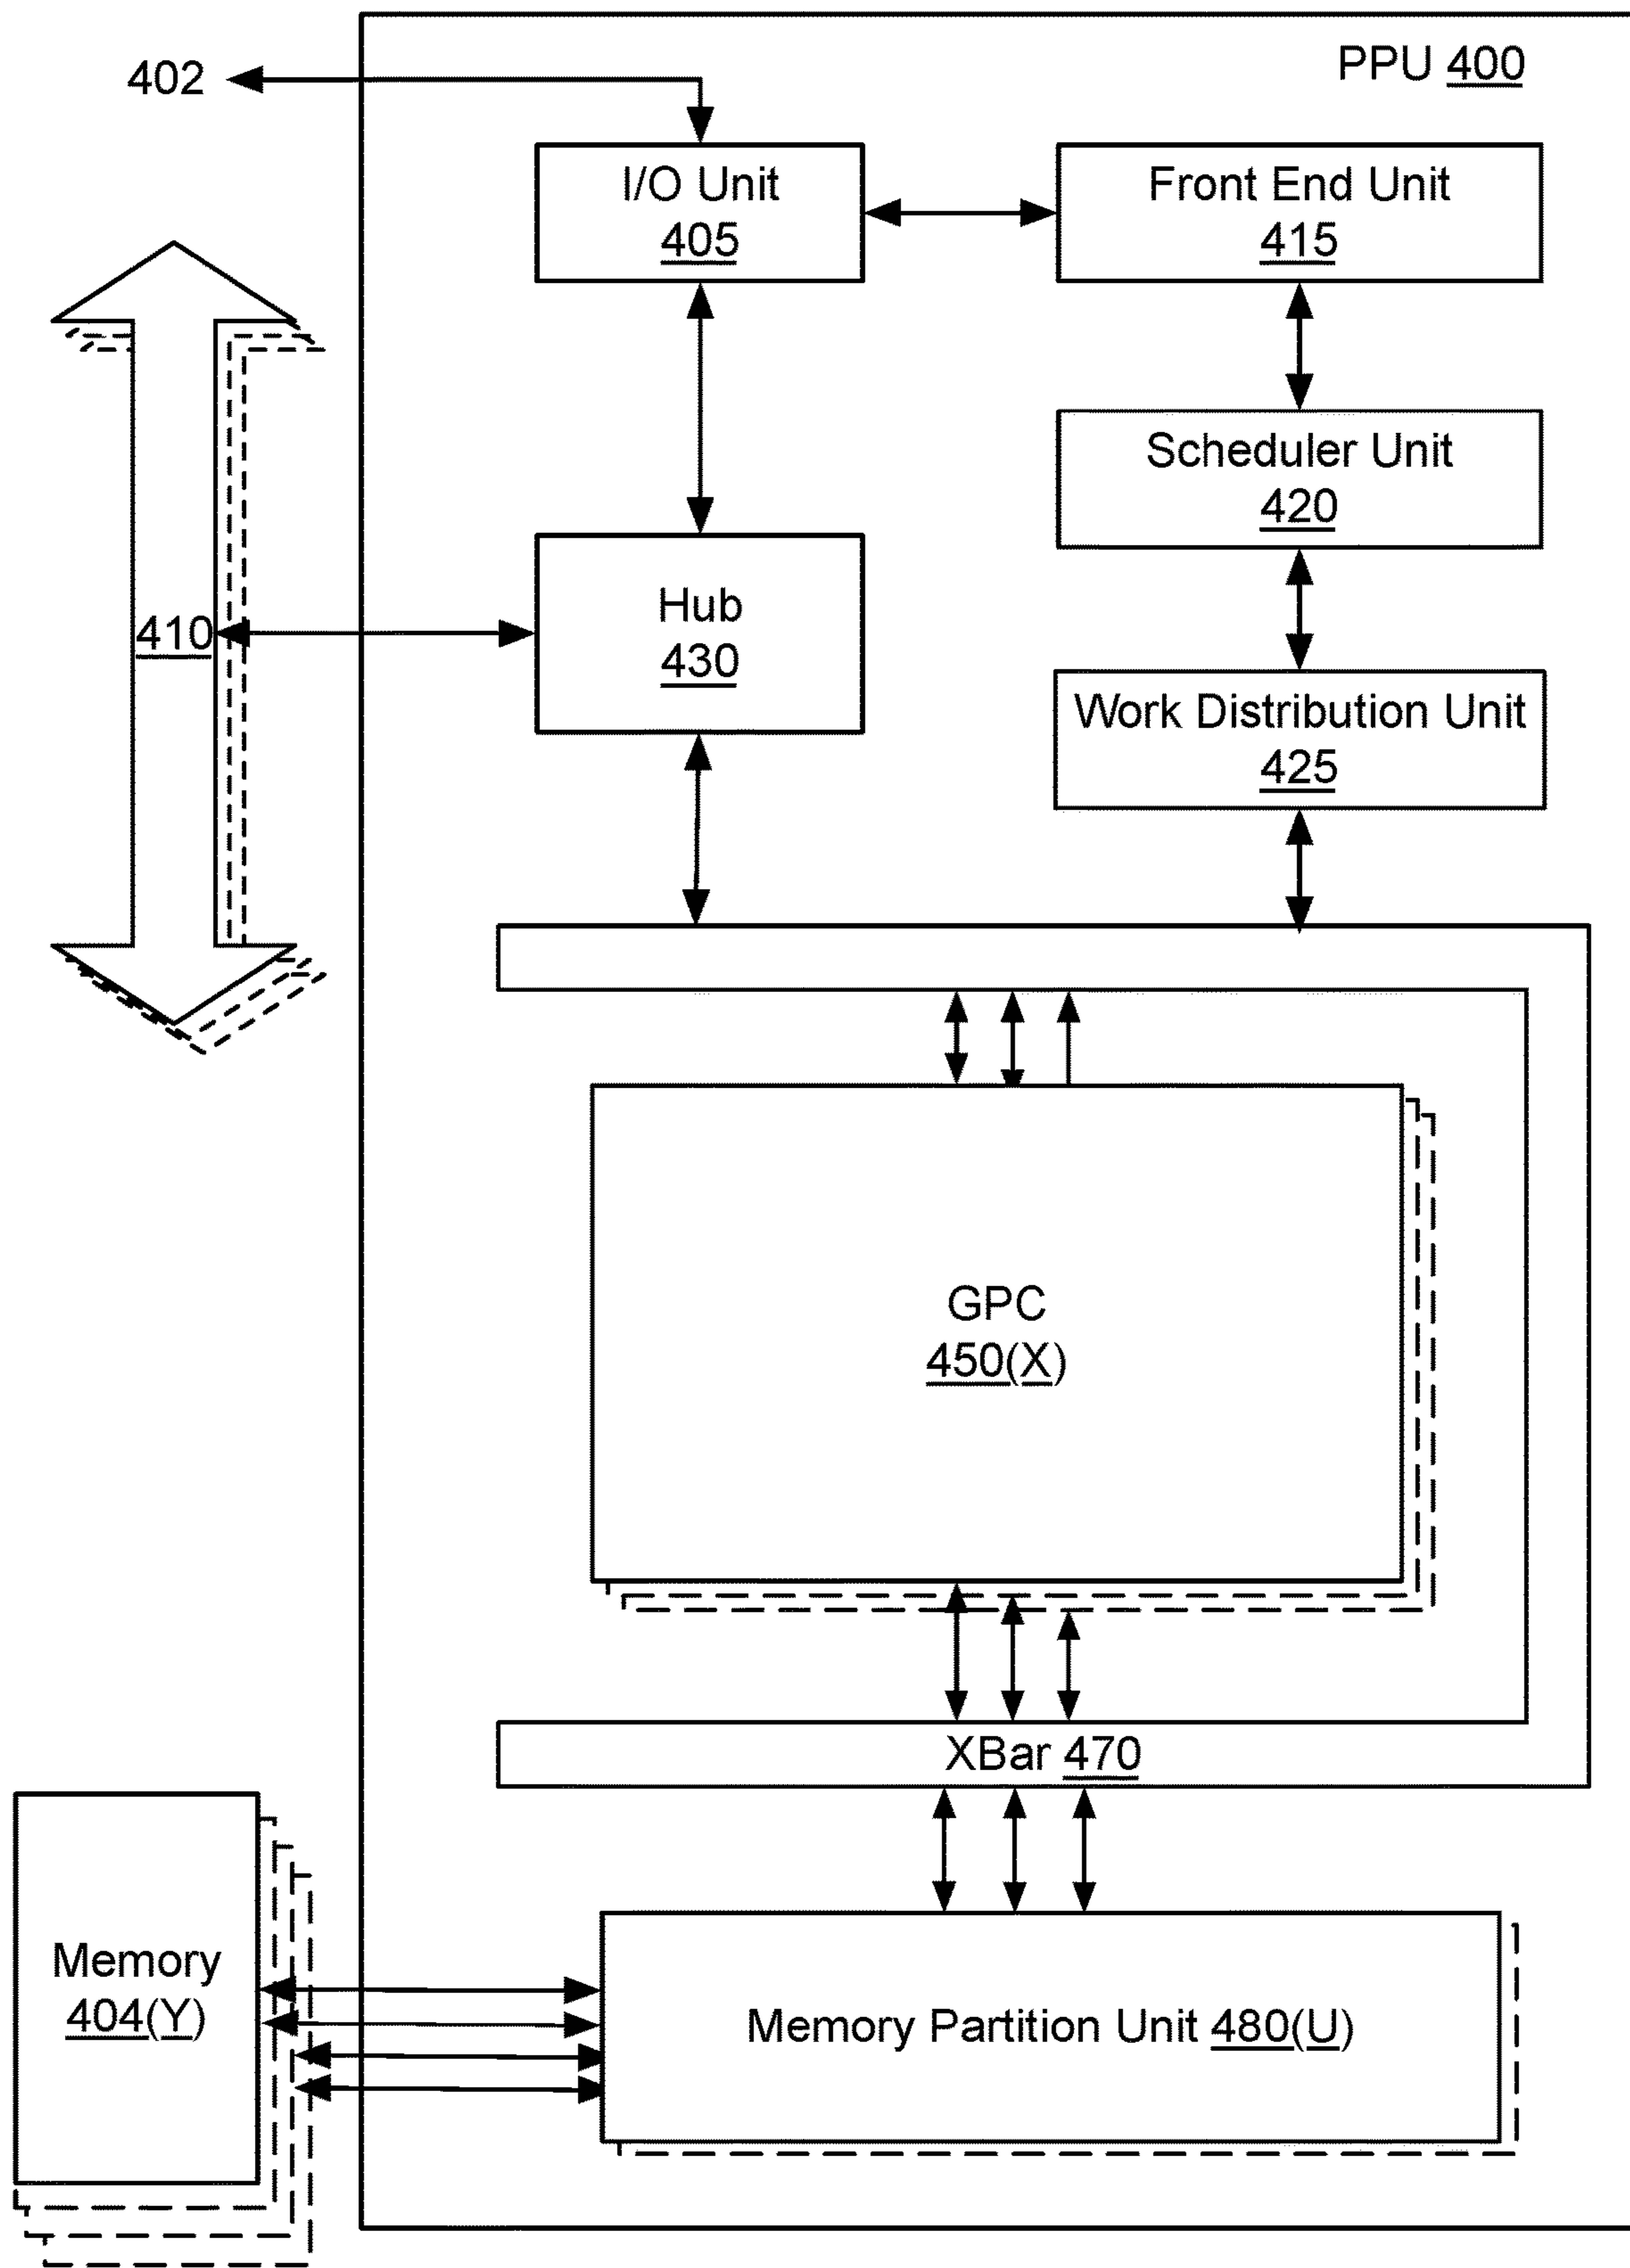 PPU 400
402
I/O Unit
405
Front End Unit
415
Scheduler Unit
420
Hub
430
410
Work Distribution Unit
425
GPC
450(X)
XBar 470
Memory
404(Y)
Memory Partition Unit 480(U)